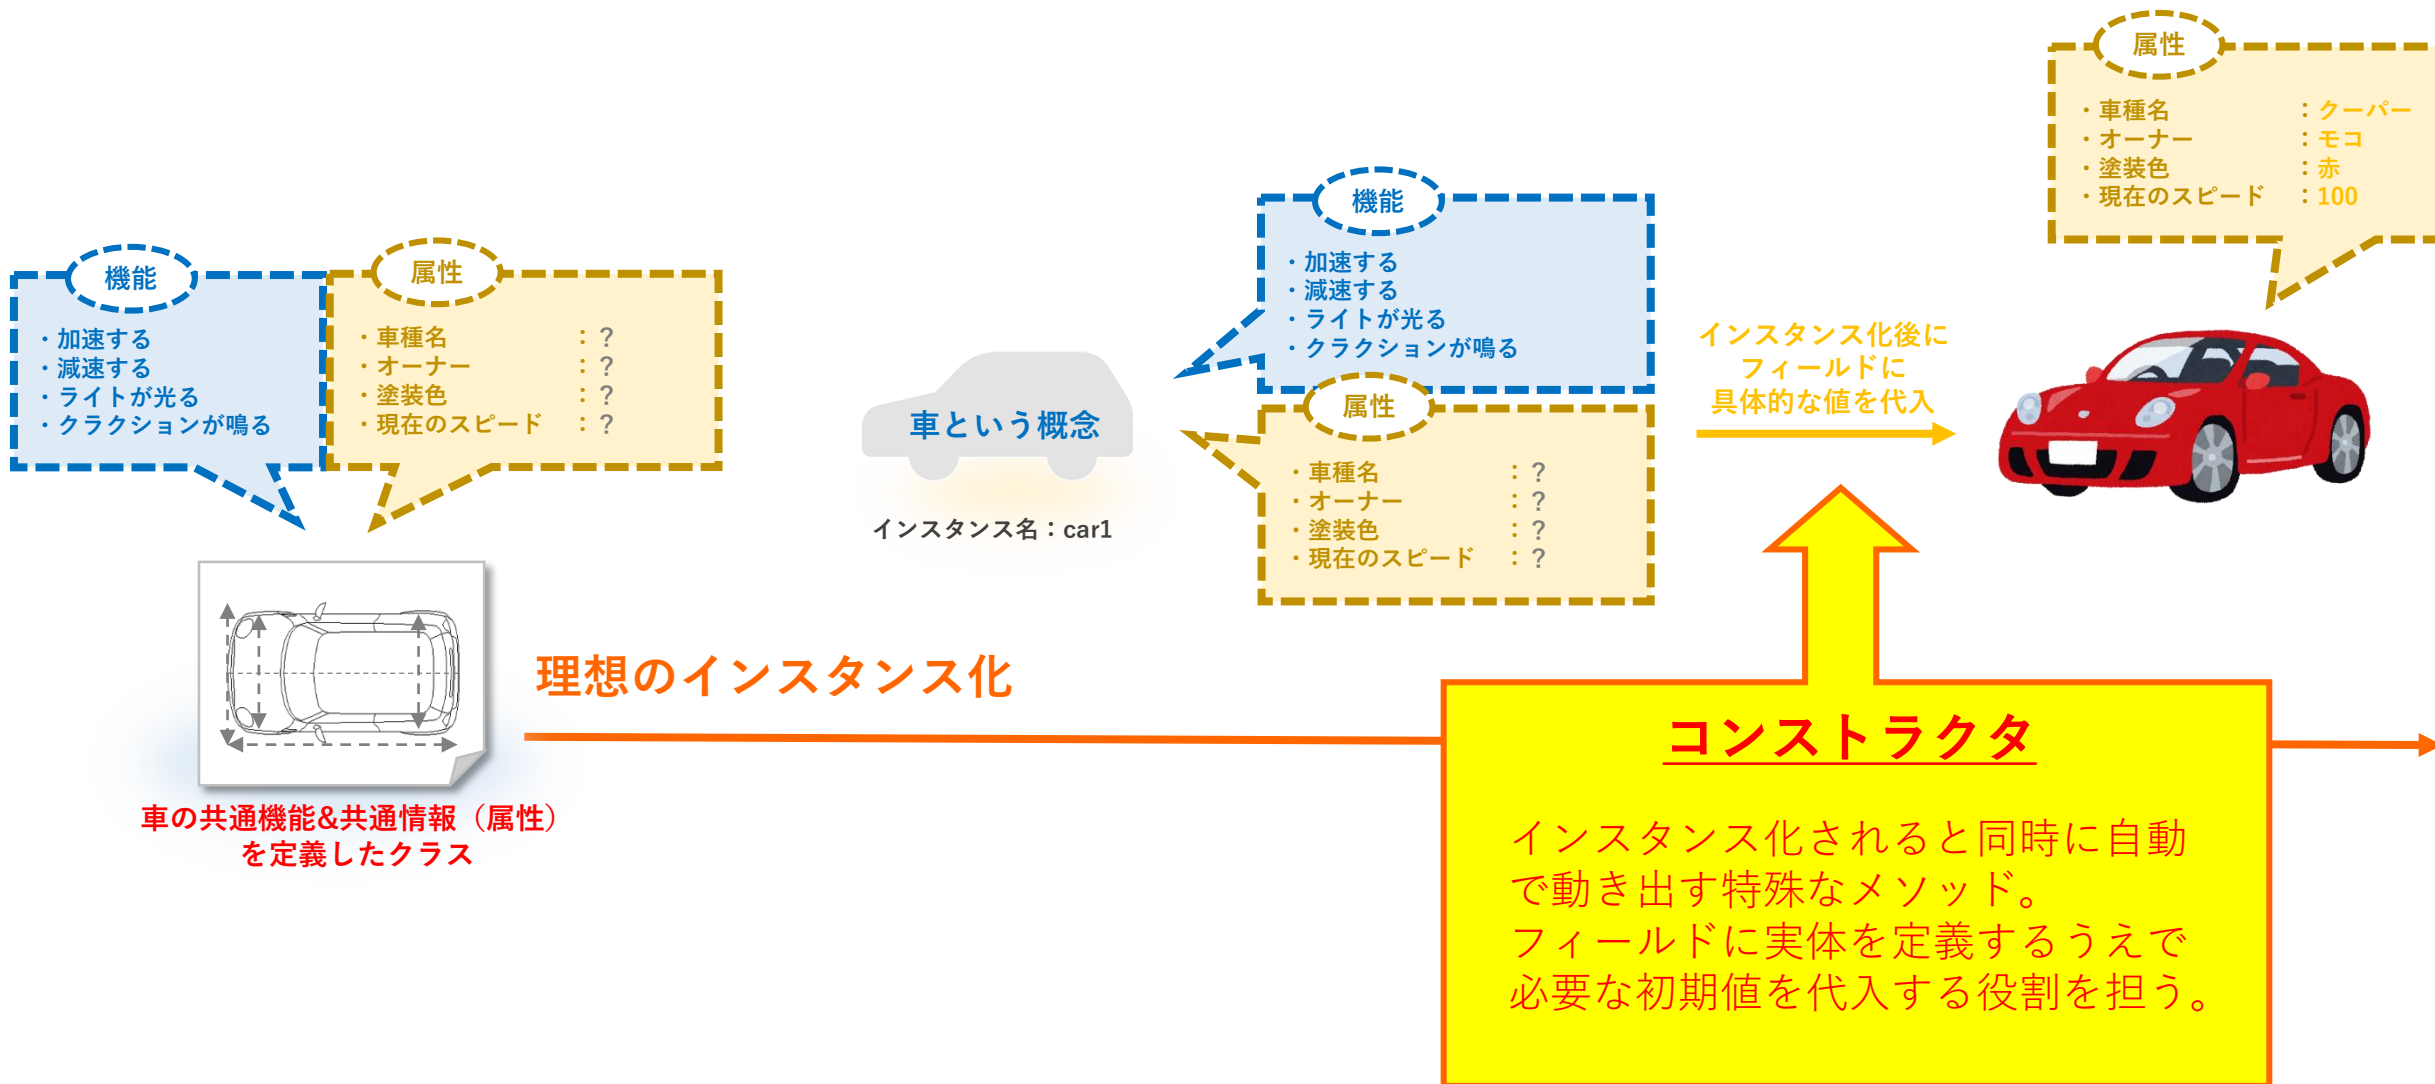 機能
・加速する
・減速する
・ライトが光る
・クラクションが鳴る
属性
・車種名 ：？
・オーナー ：？
・塗装色 ：？
・現在のスピード ：？
車の共通機能&共通情報（属性）
を定義したクラス
車という概念
インスタンス名：car1
機能
・加速する
・減速する
・ライトが光る
・クラクションが鳴る
属性
・車種名 ：？
・オーナー ：？
・塗装色 ：？
・現在のスピード ：？
インスタンス化後に
フィールドに
具体的な値を代入
属性
・車種名 ：クーパー
・オーナー ：モコ
・塗装色 ：赤
・現在のスピード ：100
理想のインスタンス化
コンストラクタ
インスタンス化されると同時に自動
で動き出す特殊なメソッド。
フィールドに実体を定義するうえで
必要な初期値を代入する役割を担う。